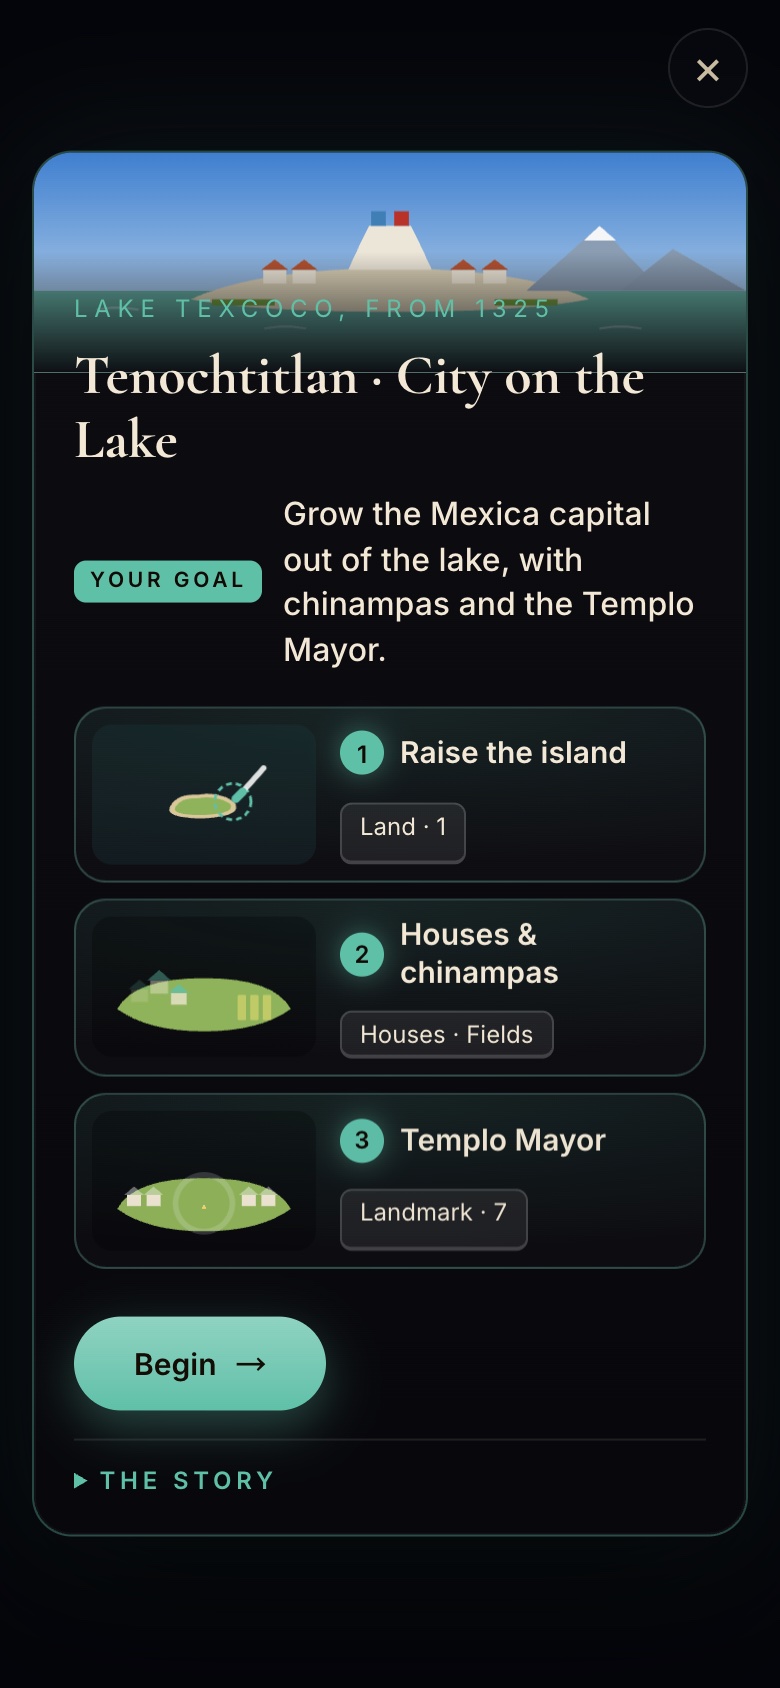 ×
LAKE TEXCOCO, FROM 1325
Tenochtitlan · City on the
Lake
YOUR GOAL
Grow the Mexica capital
out of the lake, with
chinampas and the Templo
Mayor.
1 Raise the island
Land · 1
2 Houses &
chinampas
Houses · Fields
3 Templo Mayor
Landmark · 7
Begin →
▶ THE STORY